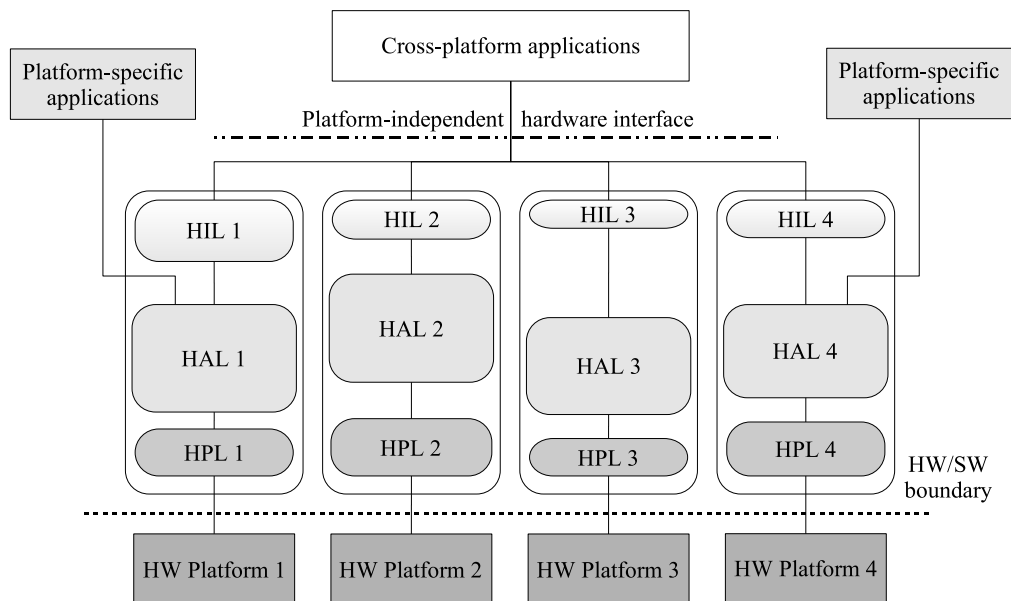 Cross-platform applications
Platform-specific
applications
Platform-specific
applications
Platform-independent hardware interface
HIL 1
HIL 2
HIL 3
HIL 4
HAL 1
HAL 2
HAL 3
HAL 4
HPL 1
HPL 2
HPL 3
HPL 4
HW/SW
boundary
HW Platform 1
HW Platform 2
HW Platform 3
HW Platform 4